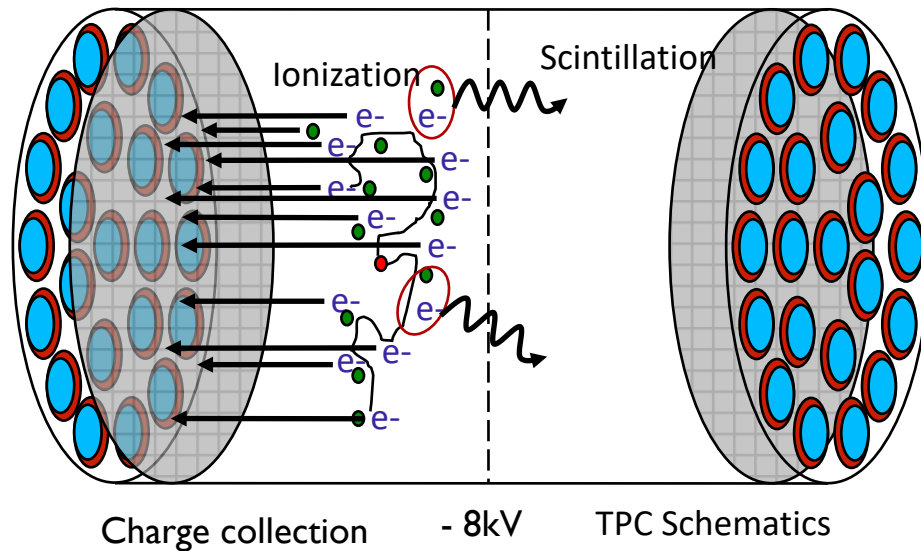 Scintillation
Ionization
e-
e-
e-
e-
e-
e-
e-
e-
e-
e-
e-
e-
e-
Charge collection
- 8kV
TPC Schematics